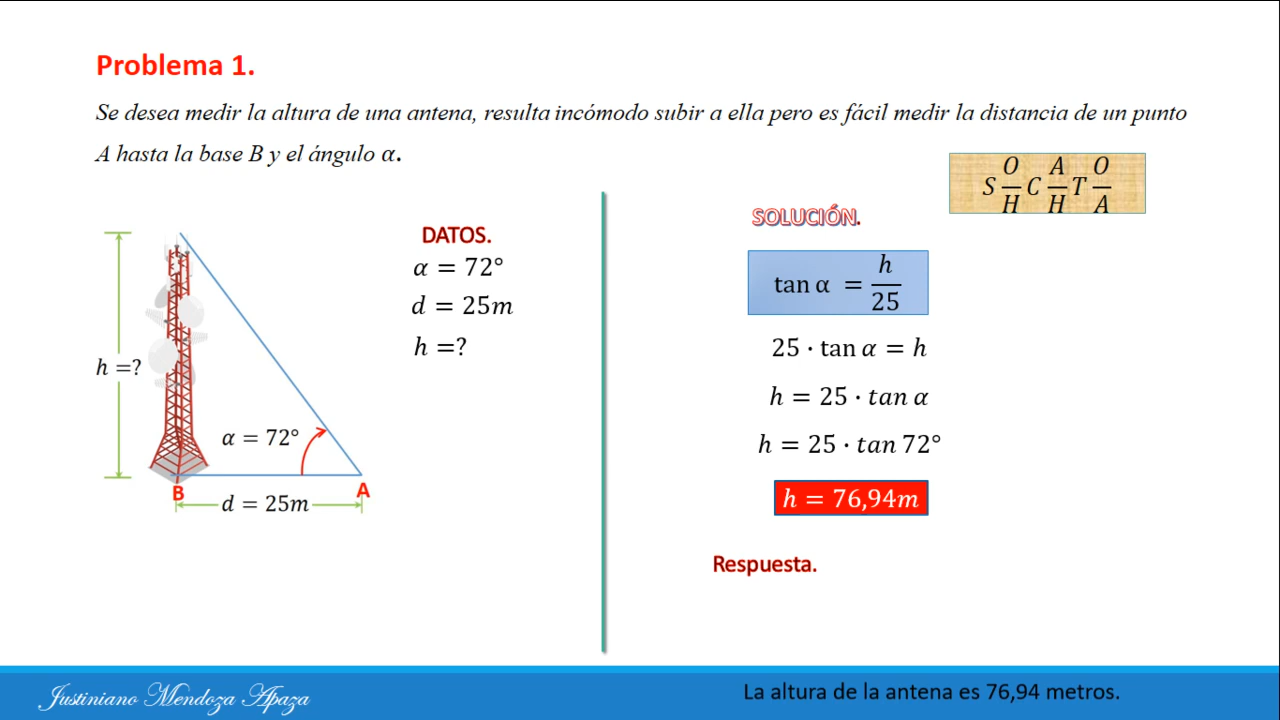 Problema 1.
Se desea medir la altura de una antena, resulta incómodo subir a ella pero es fácil medir la distancia de un punto
A hasta la base B y el ángulo α.
S O/H C A/H T O/A
h =?
α = 72°
B
A
d = 25m
DATOS.
α = 72°
d = 25m
h =?
SOLUCIÓN.
tan α = h/25
25 · tan α = h
h = 25 · tan α
h = 25 · tan 72°
h = 76,94m
Respuesta.
La altura de la antena es 76,94 metros.
Justiniano Mendoza Apaza